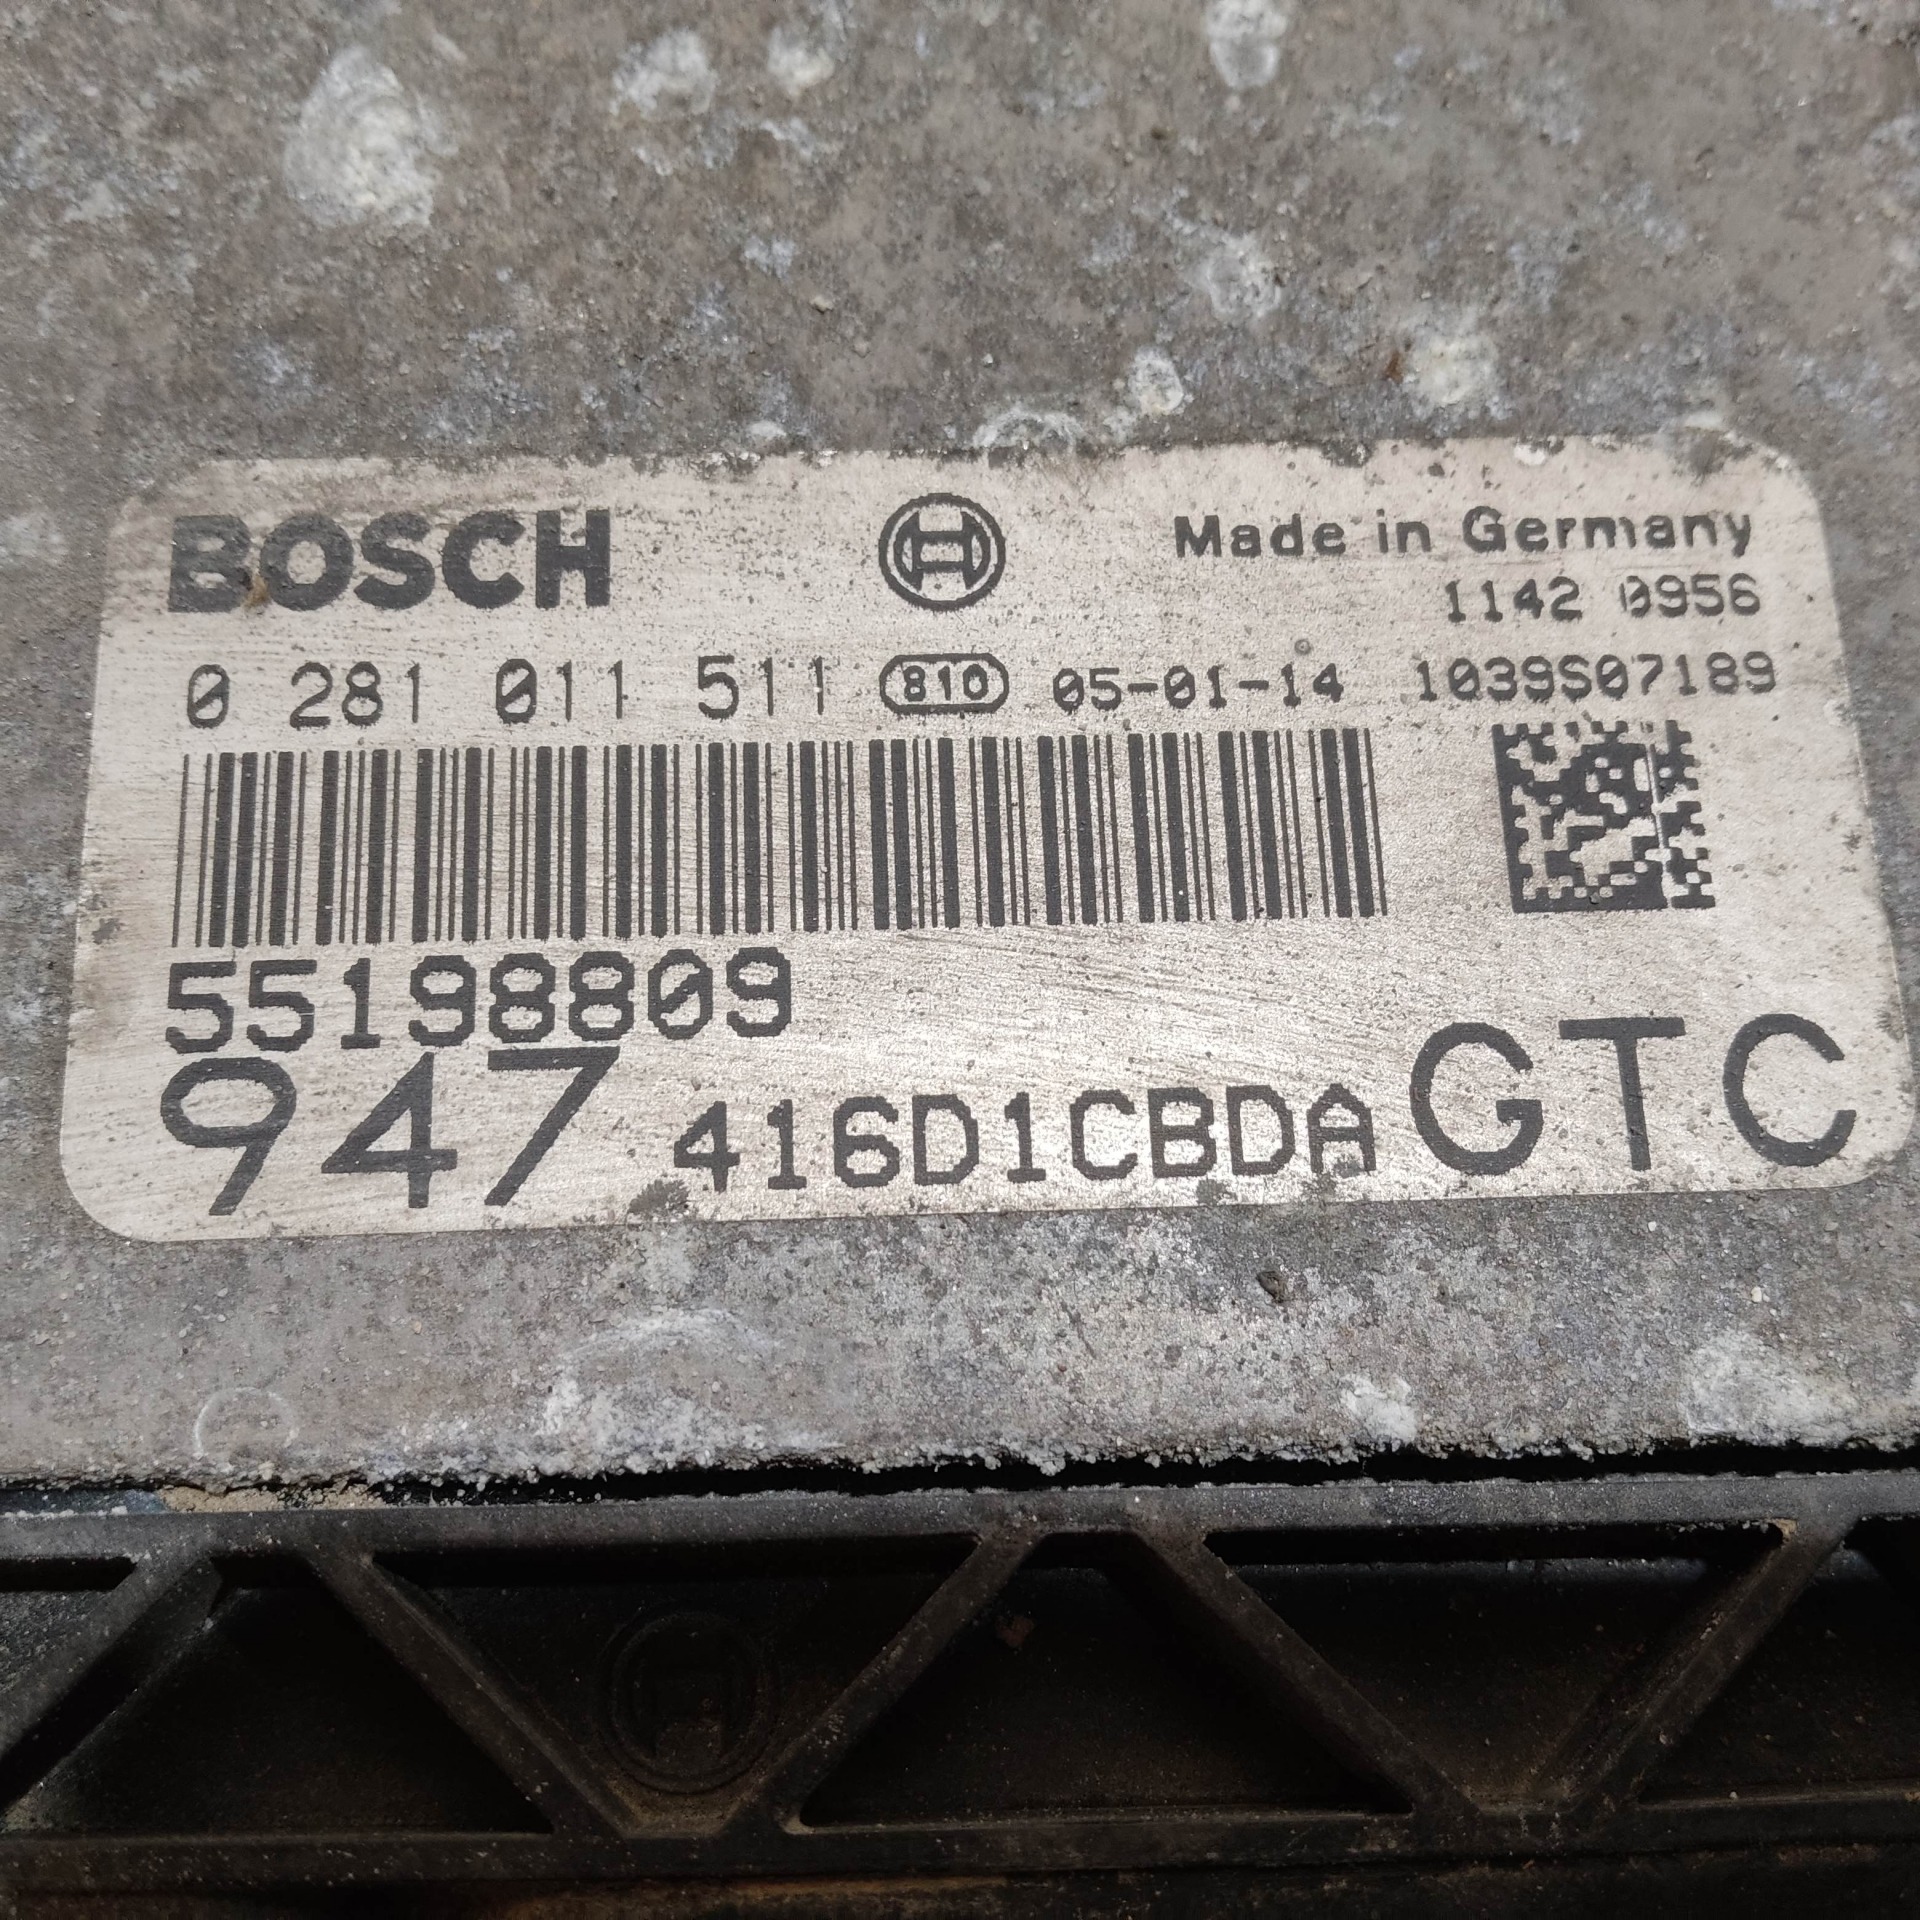 BOSCH Made in Germany
1142 0956
0 281 011 511 810 05-01-14 1039S07189
55198809
947 416D1CBDA GTC